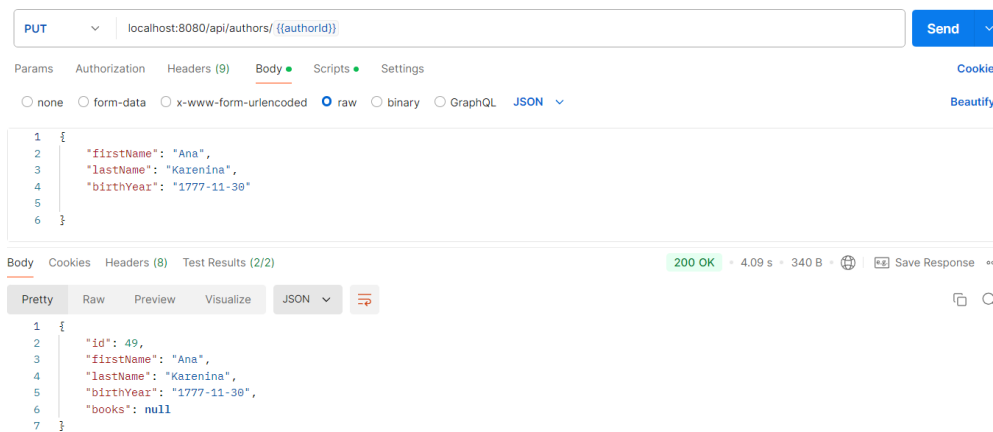 PUT localhost:8080/api/authors/ {{authorId}} Send
Params Authorization Headers (9) Body Scripts Settings Cookie
none form-data x-www-form-urlencoded raw binary GraphQL JSON Beautify
1 {
2 "firstName": "Ana",
3 "lastName": "Karenina",
4 "birthYear": "1777-11-30"
5
6 }
Body Cookies Headers (8) Test Results (2/2) 200 OK 4.09 s 340 B e.g. Save Response
Pretty Raw Preview Visualize JSON
1 {
2 "id": 49,
3 "firstName": "Ana",
4 "lastName": "Karenina",
5 "birthYear": "1777-11-30",
6 "books": null
7 }